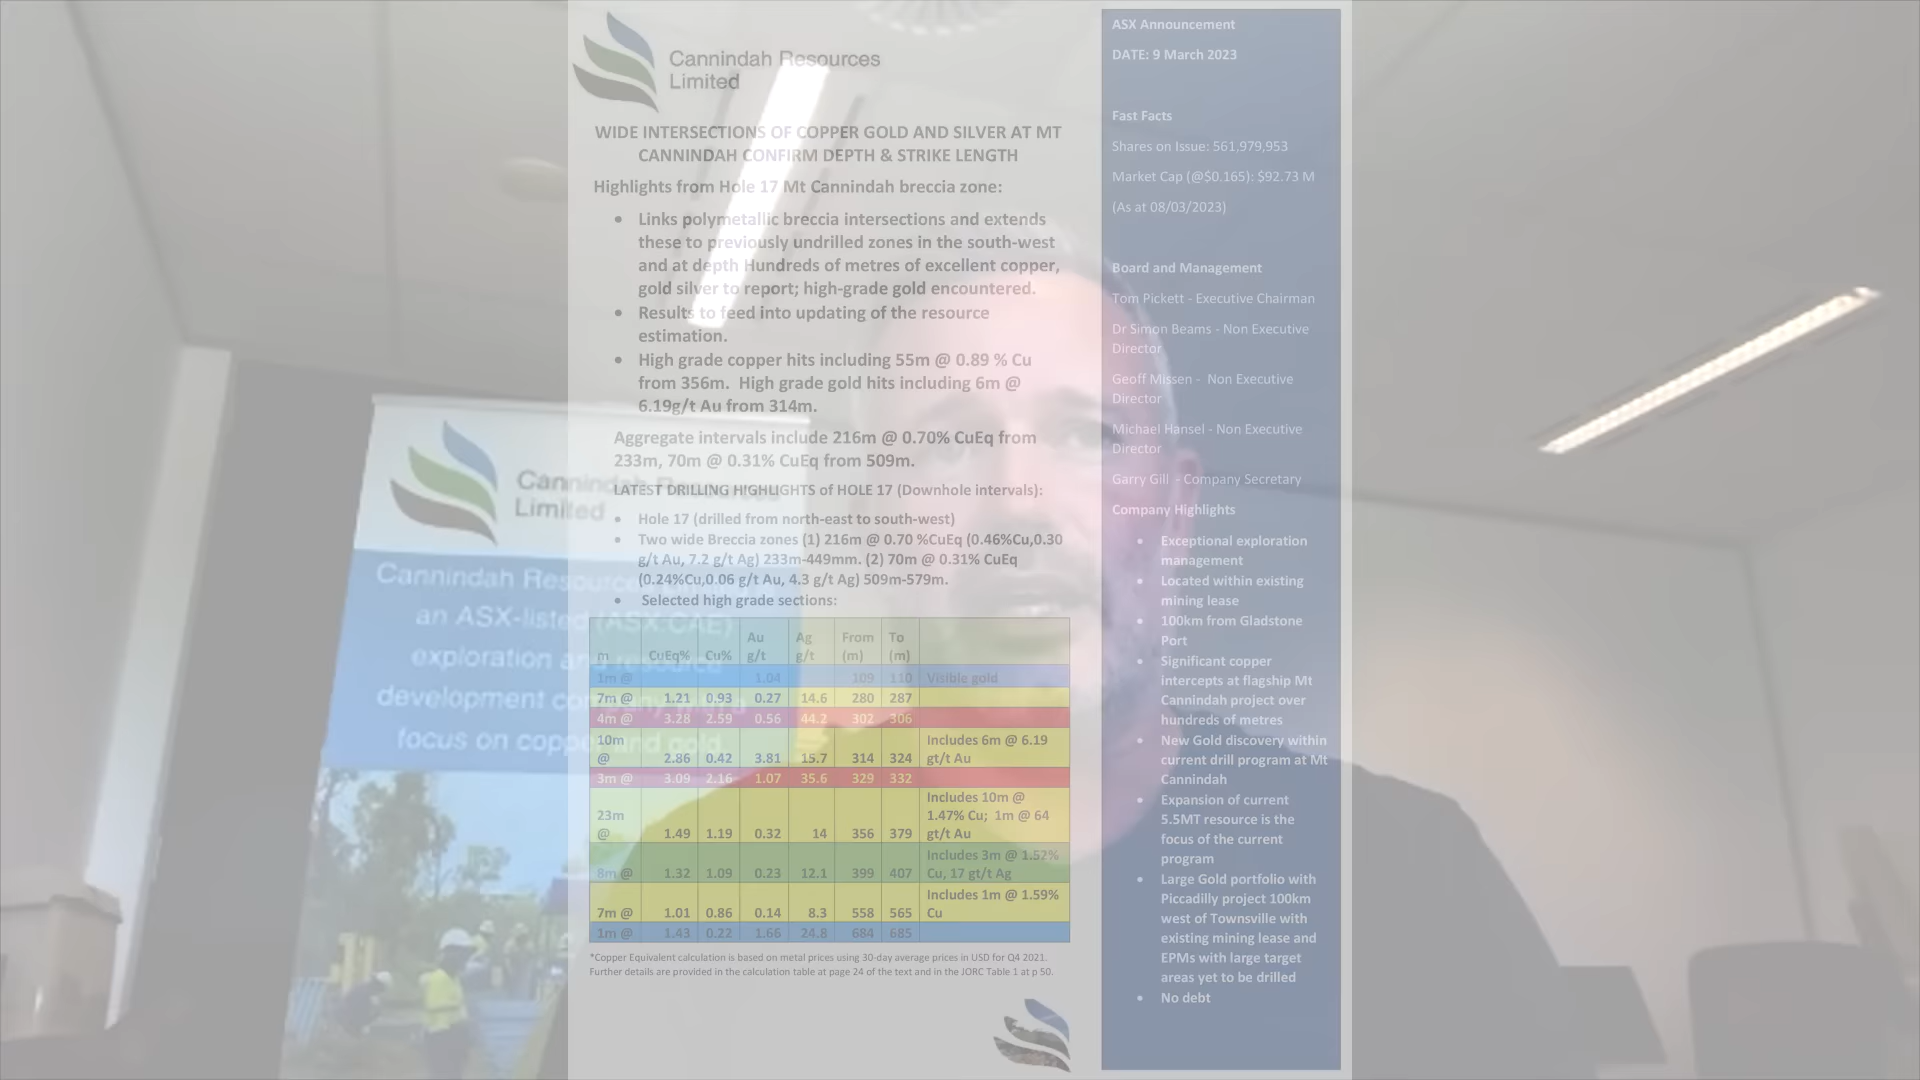 Cannindah Resources
Limited
WIDE INTERSECTIONS OF COPPER GOLD AND SILVER AT MT
CANNINDAH CONFIRM DEPTH & STRIKE LENGTH
Highlights from Hole 17 Mt Cannindah breccia zone:
• Links polymetallic breccia intersections and extends
these to previously undrilled zones in the south-west
and at depth Hundreds of metres of excellent copper,
gold silver to report; high-grade gold encountered.
• Results to feed into updating of the resource
estimation.
• High grade copper hits including 55m @ 0.89 % Cu
from 356m. High grade gold hits including 6m @
6.19g/t Au from 314m.
Aggregate intervals include 216m @ 0.70% CuEq from
233m, 70m @ 0.31% CuEq from 509m.
LATEST DRILLING HIGHLIGHTS of HOLE 17 (Downhole intervals):
• Hole 17 (drilled from north-east to south-west)
• Two wide Breccia zones (1) 216m @ 0.70 %CuEq (0.46%Cu,0.30
g/t Au, 7.2 g/t Ag) 233m-449mm. (2) 70m @ 0.31% CuEq
(0.24%Cu,0.06 g/t Au, 4.3 g/t Ag) 509m-579m.
• Selected high grade sections:
m CuEq% Cu% Au g/t Ag g/t From (m) To (m)
1m @ 1.04 109 110 Visible gold
7m @ 1.21 0.93 0.27 14.6 280 287
4m @ 3.28 2.59 0.56 44.2 302 306
10m @ 2.86 0.42 3.81 15.7 314 324 Includes 6m @ 6.19 gt/t Au
3m @ 3.09 2.16 1.07 35.6 329 332
23m @ 1.49 1.19 0.32 14 356 379 Includes 10m @ 1.47% Cu; 1m @ 64 gt/t Au
8m @ 1.32 1.09 0.23 12.1 399 407 Includes 3m @ 1.52% Cu, 17 gt/t Ag
7m @ 1.01 0.86 0.14 8.3 558 565 Includes 1m @ 1.59% Cu
1m @ 1.43 0.22 1.66 24.8 684 685
*Copper Equivalent calculation is based on metal prices using 30-day average prices in USD for Q4 2021.
Further details are provided in the calculation table at page 24 of the text and in the JORC Table 1 at p 50.
ASX Announcement
DATE: 9 March 2023
Fast Facts
Shares on Issue: 561,979,953
Market Cap (@$0.165): $92.73 M
(As at 08/03/2023)
Board and Management
Tom Pickett - Executive Chairman
Dr Simon Beams - Non Executive
Director
Geoff Missen - Non Executive
Director
Michael Hansel - Non Executive
Director
Garry Gill - Company Secretary
Company Highlights
• Exceptional exploration
management
• Located within existing
mining lease
• 100km from Gladstone
Port
• Significant copper
intercepts at flagship Mt
Cannindah project over
hundreds of metres
• New Gold discovery within
current drill program at Mt
Cannindah
• Expansion of current
5.5MT resource is the
focus of the current
program
• Large Gold portfolio with
Piccadilly project 100km
west of Townsville with
existing mining lease and
EPMs with large target
areas yet to be drilled
• No debt
Cannindah Resources
Limited
Cannindah Resources
an ASX-listed (ASX:CAE)
exploration and resource
development company with a
focus on copper and gold.